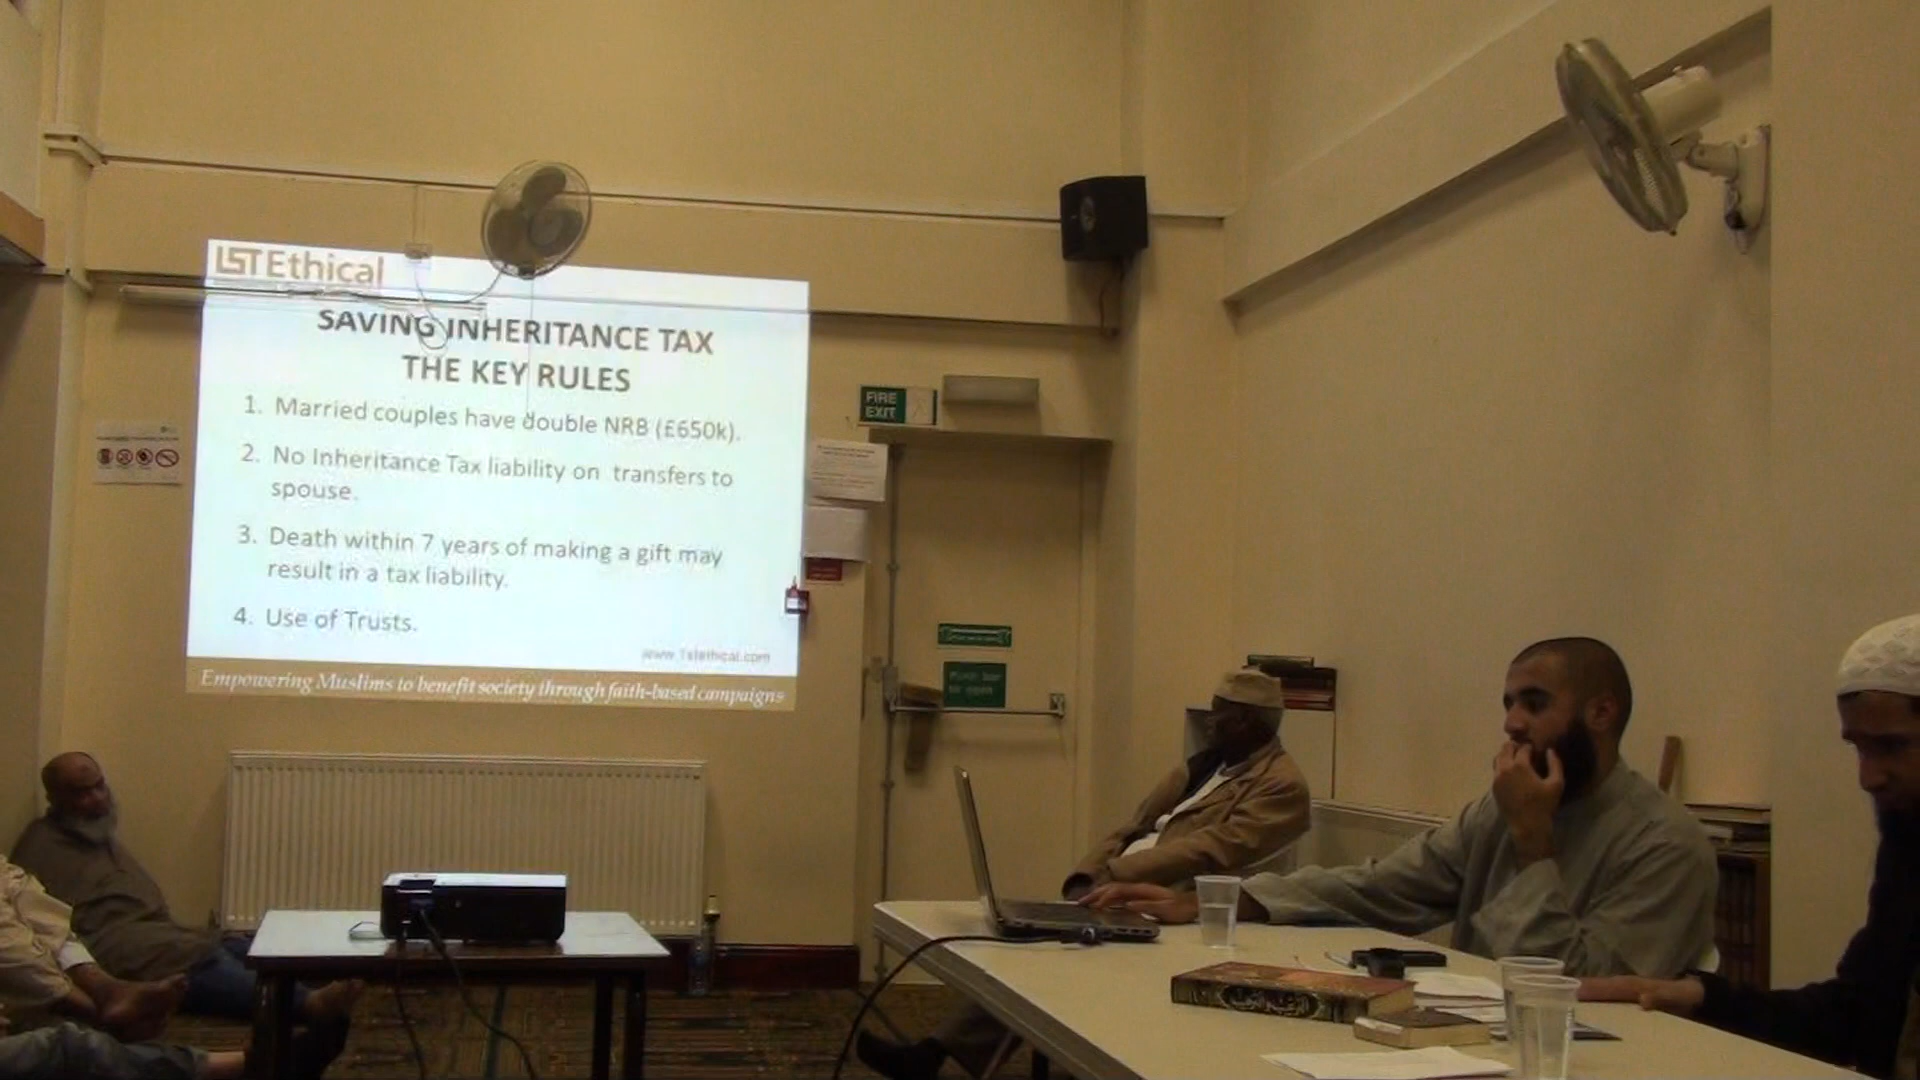 1ST Ethical
SAVING INHERITANCE TAX
THE KEY RULES
1. Married couples have double NRB (£650k).
2. No Inheritance Tax liability on transfers to
spouse.
3. Death within 7 years of making a gift may
result in a tax liability.
4. Use of Trusts.
www.1stethical.com
Empowering Muslims to benefit society through faith-based campaigns
FIRE
EXIT